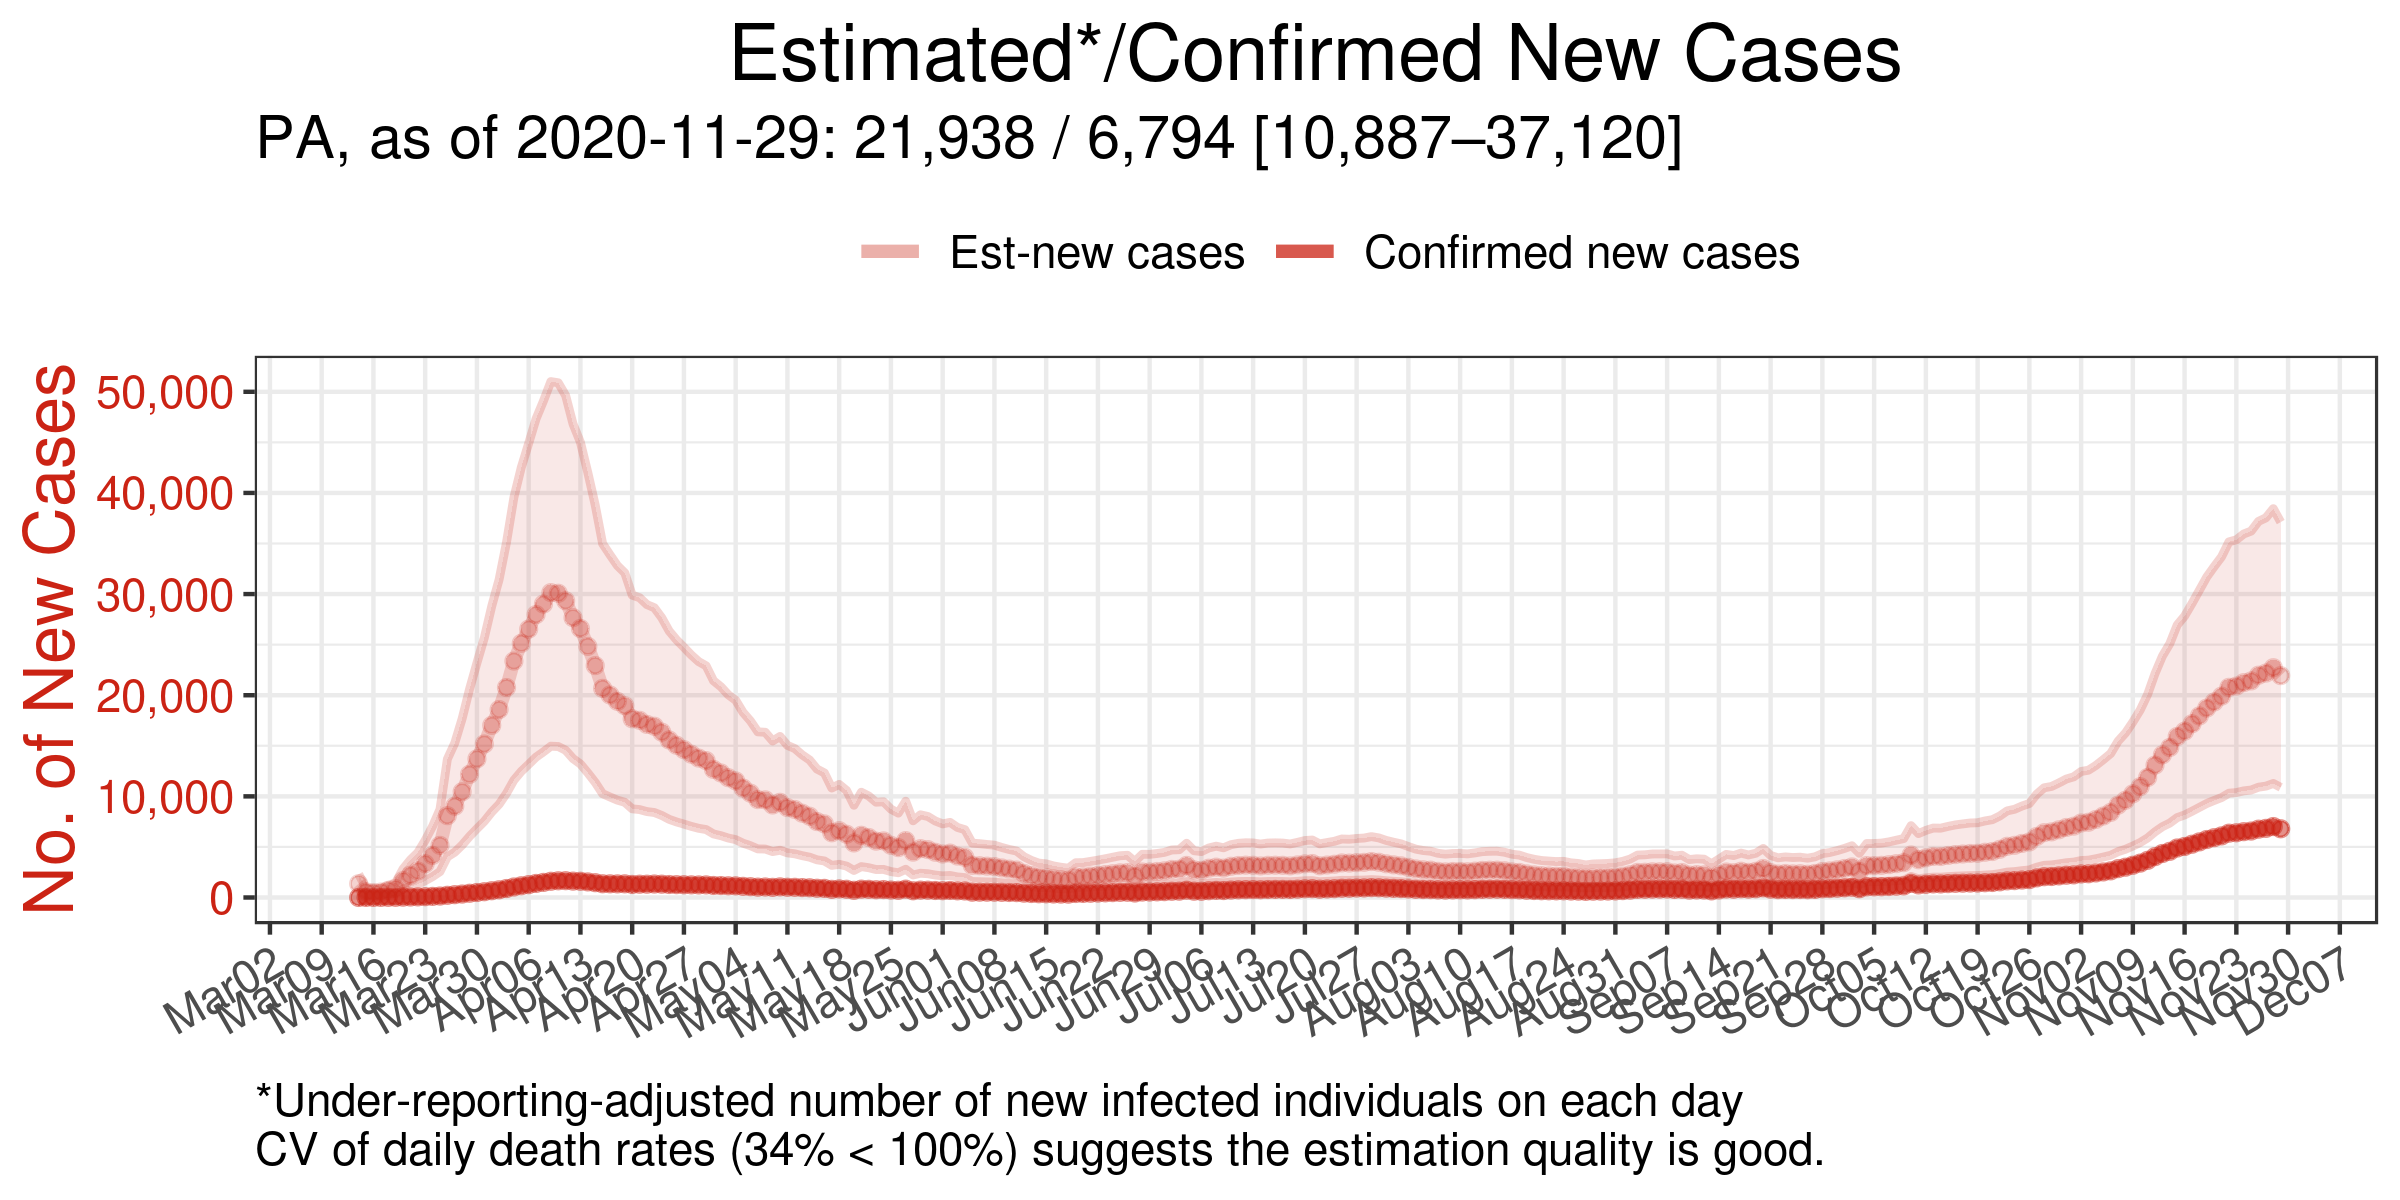 Estimated*/Confirmed New Cases
PA, as of 2020-11-29: 21,938 / 6,794 [10,887–37,120]
Est-new cases
Confirmed new cases
No. of New Cases
50,000
40,000
30,000
20,000
10,000
0
Mar02
Mar09
Mar16
Mar23
Mar30
Apr06
Apr13
Apr20
Apr27
May04
May11
May18
May25
Jun01
Jun08
Jun15
Jun22
Jun29
Jul06
Jul13
Jul20
Jul27
Aug03
Aug10
Aug17
Aug24
Aug31
Sep07
Sep14
Sep21
Sep28
Oct05
Oct12
Oct19
Oct26
Nov02
Nov09
Nov16
Nov23
Nov30
Dec07
*Under-reporting-adjusted number of new infected individuals on each day
CV of daily death rates (34% < 100%) suggests the estimation quality is good.